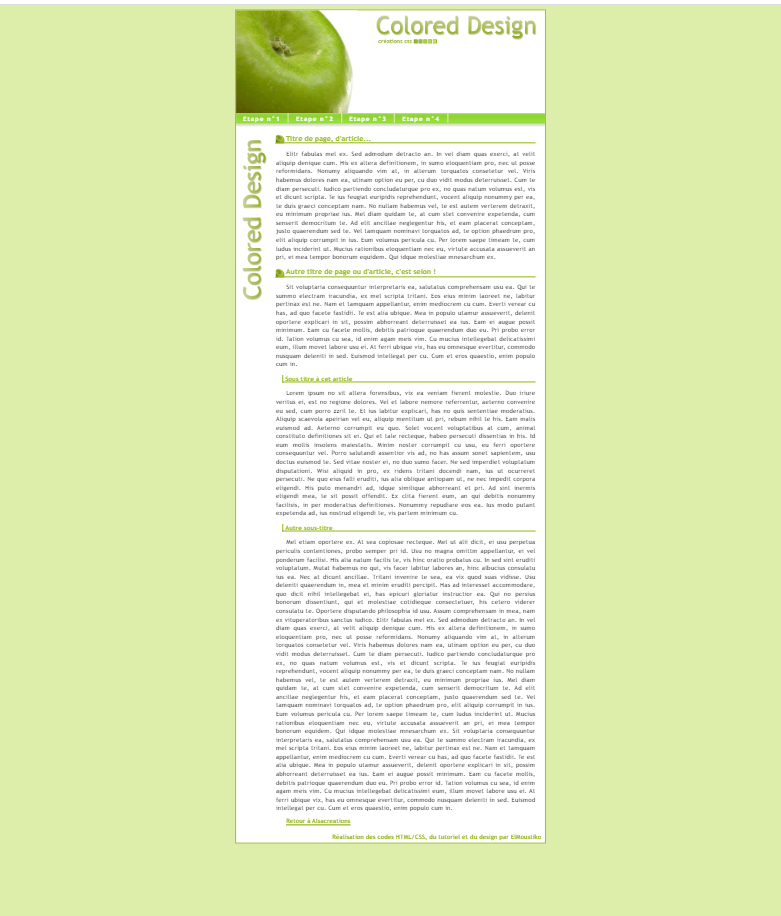 Colored Design
créations css
Etape n°1 Etape n°2 Etape n°3 Etape n°4
Colored Design
Titre de page, d'article...
Elitr fabulas mel ex. Sed admodum detracto an. In vel diam quas exerci, at velit
aliquip denique cum. His ex altera definitionem, in sumo eloquentiam pro, nec ut posse
reformidans. Nonumy aliquando vim at, in alterum torquatos consetetur vel. Viris
habemus dolores nam ea, utinam option eu per, cu duo vidit modus deterruisset. Cum te
diam persecuti. Iudico partiendo concludaturque pro ex, no quas natum volumus est, vis
et dicunt scripta. Te ius feugiat euripidis reprehendunt, vocent aliquip nonummy per ea,
te duis graeci conceptam nam. No nullam habemus vel, te est autem verterem detraxit,
eu minimum propriae ius. Mel diam quidam te, at cum stet convenire expetenda, cum
senserit democritum te. Ad elit ancillae neglegentur his, et eam placerat conceptam,
justo quaerendum sed te. Vel tamquam nominavi torquatos ad, te option phaedrum pro,
elit aliquip corrumpit in ius. Eum volumus pericula cu. Per lorem saepe timeam te, cum
ludus inciderint ut. Mucius rationibus eloquentiam nec eu, virtute accusata assueverit an
pri, ei mea tempor bonorum equidem. Qui idque molestiae mnesarchum ex.
Autre titre de page ou d'article, c'est selon !
Sit voluptaria consequuntur interpretaris ea, salutatus comprehensam usu ea. Qui te
summo electram iracundia, ex mel scripta tritani. Eos eius minim laoreet ne, labitur
pertinax est ne. Nam et tamquam appellantur, enim mediocrem cu cum. Everti verear cu
has, ad quo facete fastidii. Te est alia ubique. Mea in populo utamur assueverit, delenit
oportere explicari in sit, possim abhorreant deterruisset ea ius. Eam ei augue possit
minimum. Eam cu facete mollis, debitis patrioque quaerendum duo eu. Pri probo error
id. Tation volumus cu sea, id enim agam meis vim. Cu mucius intellegebat delicatissimi
eum, illum movet labore usu ei. At ferri ubique vix, has eu omnesque evertitur, commodo
nusquam deleniti in sed. Euismod intellegat per cu. Cum et eros quaestio, enim populo
cum in.
Sous titre à cet article
Lorem ipsum no sit altera forensibus, vix ea veniam fierent molestie. Duo iriure
veritus ei, est no regione dolores. Vel et labore nemore referrentur, aeterno convenire
eu sed, cum porro zzril te. Ei ius labitur explicari, has no quis sententiae moderatius.
Aliquip scaevola apeirian vel eu, aliquip mentitum ut pri, rebum nihil te his. Eam malis
euismod ad. Aeterno corrumpit eu quo. Solet vocent voluptatibus at cum, animal
constituto definitiones sit ei. Qui et tale recteque, habeo persecuti dissentias in his. Id
eum mollis insolens maiestatis. Minim noster corrumpit cu usu, eu ferri oportere
consequuntur vel. Porro salutandi assentior vis ad, no has assum sonet sapientem, usu
doctus euismod te. Sed vitae noster ei, no duo sumo facer. Ne sed imperdiet voluptatum
disputationi. Wisi aliquid in pro, ex ridens tritani docendi nam, ius ut ocurreret
persecuti. Ne quo eius falli eruditi, ius alia oblique antiopam ut, ne nec impedit corpora
eligendi. His puto menandri ad, idque similique abhorreant et pri. Ad sint inermis
eligendi mea, te sit possit offendit. Ex clita fierent eum, an qui debitis nonummy
facilisis, in per moderatius definitiones. Nonummy repudiare eos ea. Ius modo putant
expetenda ad, ius nostrud eligendi te, vis partem minimum cu.
Autre sous-titre
Mel etiam oportere ex. At sea copiosae recteque. Mel ut alii dicit, ei usu perpetua
periculis contentiones, probo semper pri id. Usu no magna omittam appellantur, ei vel
ponderum facilisi. His alia natum facilis te, vis hinc oratio probatus cu. In sed sint eruditi
voluptatum. Mutat habemus no qui, vis facer labitur labores an, hinc albucius consulatu
ius ea. Nec at dicunt ancillae. Tritani invenire te sea, ea vix quod suas vidisse. Usu
deleniti quaerendum in, mea et minim eruditi percipit. Has ad interesset accommodare,
quo dicit nihil intellegebat ei, has epicuri gloriatur instructior ea. Qui no persius
bonorum dissentiunt, qui et molestiae cotidieque consectetuer, his cetero viderer
consulatu te. Oportere disputando philosophia id usu. Assum comprehensam in mea, nam
ex vituperatoribus sanctus iudico. Elitr fabulas mel ex. Sed admodum detracto an. In vel
diam quas exerci, at velit aliquip denique cum. His ex altera definitionem, in sumo
eloquentiam pro, nec ut posse reformidans. Nonumy aliquando vim at, in alterum
torquatos consetetur vel. Viris habemus dolores nam ea, utinam option eu per, cu duo
vidit modus deterruisset. Cum te diam persecuti. Iudico partiendo concludaturque pro
ex, no quas natum volumus est, vis et dicunt scripta. Te ius feugiat euripidis
reprehendunt, vocent aliquip nonummy per ea, te duis graeci conceptam nam. No nullam
habemus vel, te est autem verterem detraxit, eu minimum propriae ius. Mel diam
quidam te, at cum stet convenire expetenda, cum senserit democritum te. Ad elit
ancillae neglegentur his, et eam placerat conceptam, justo quaerendum sed te. Vel
tamquam nominavi torquatos ad, te option phaedrum pro, elit aliquip corrumpit in ius.
Eum volumus pericula cu. Per lorem saepe timeam te, cum ludus inciderint ut. Mucius
rationibus eloquentiam nec eu, virtute accusata assueverit an pri, ei mea tempor
bonorum equidem. Qui idque molestiae mnesarchum ex. Sit voluptaria consequuntur
interpretaris ea, salutatus comprehensam usu ea. Qui te summo electram iracundia, ex
mel scripta tritani. Eos eius minim laoreet ne, labitur pertinax est ne. Nam et tamquam
appellantur, enim mediocrem cu cum. Everti verear cu has, ad quo facete fastidii. Te est
alia ubique. Mea in populo utamur assueverit, delenit oportere explicari in sit, possim
abhorreant deterruisset ea ius. Eam ei augue possit minimum. Eam cu facete mollis,
debitis patrioque quaerendum duo eu. Pri probo error id. Tation volumus cu sea, id enim
agam meis vim. Cu mucius intellegebat delicatissimi eum, illum movet labore usu ei. At
ferri ubique vix, has eu omnesque evertitur, commodo nusquam deleniti in sed. Euismod
intellegat per cu. Cum et eros quaestio, enim populo cum in.
Retour à Alsacreations
Réalisation des codes HTML/CSS, du tutoriel et du design par ElMoustiko